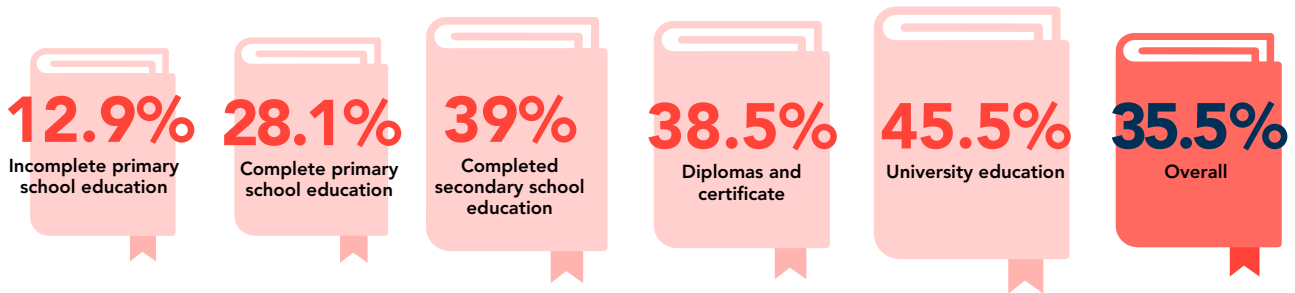 12.9%
Incomplete primary
school education
28.1%
Complete primary
school education
39%
Completed
secondary school
education
38.5%
Diplomas and
certificate
45.5%
University education
35.5%
Overall